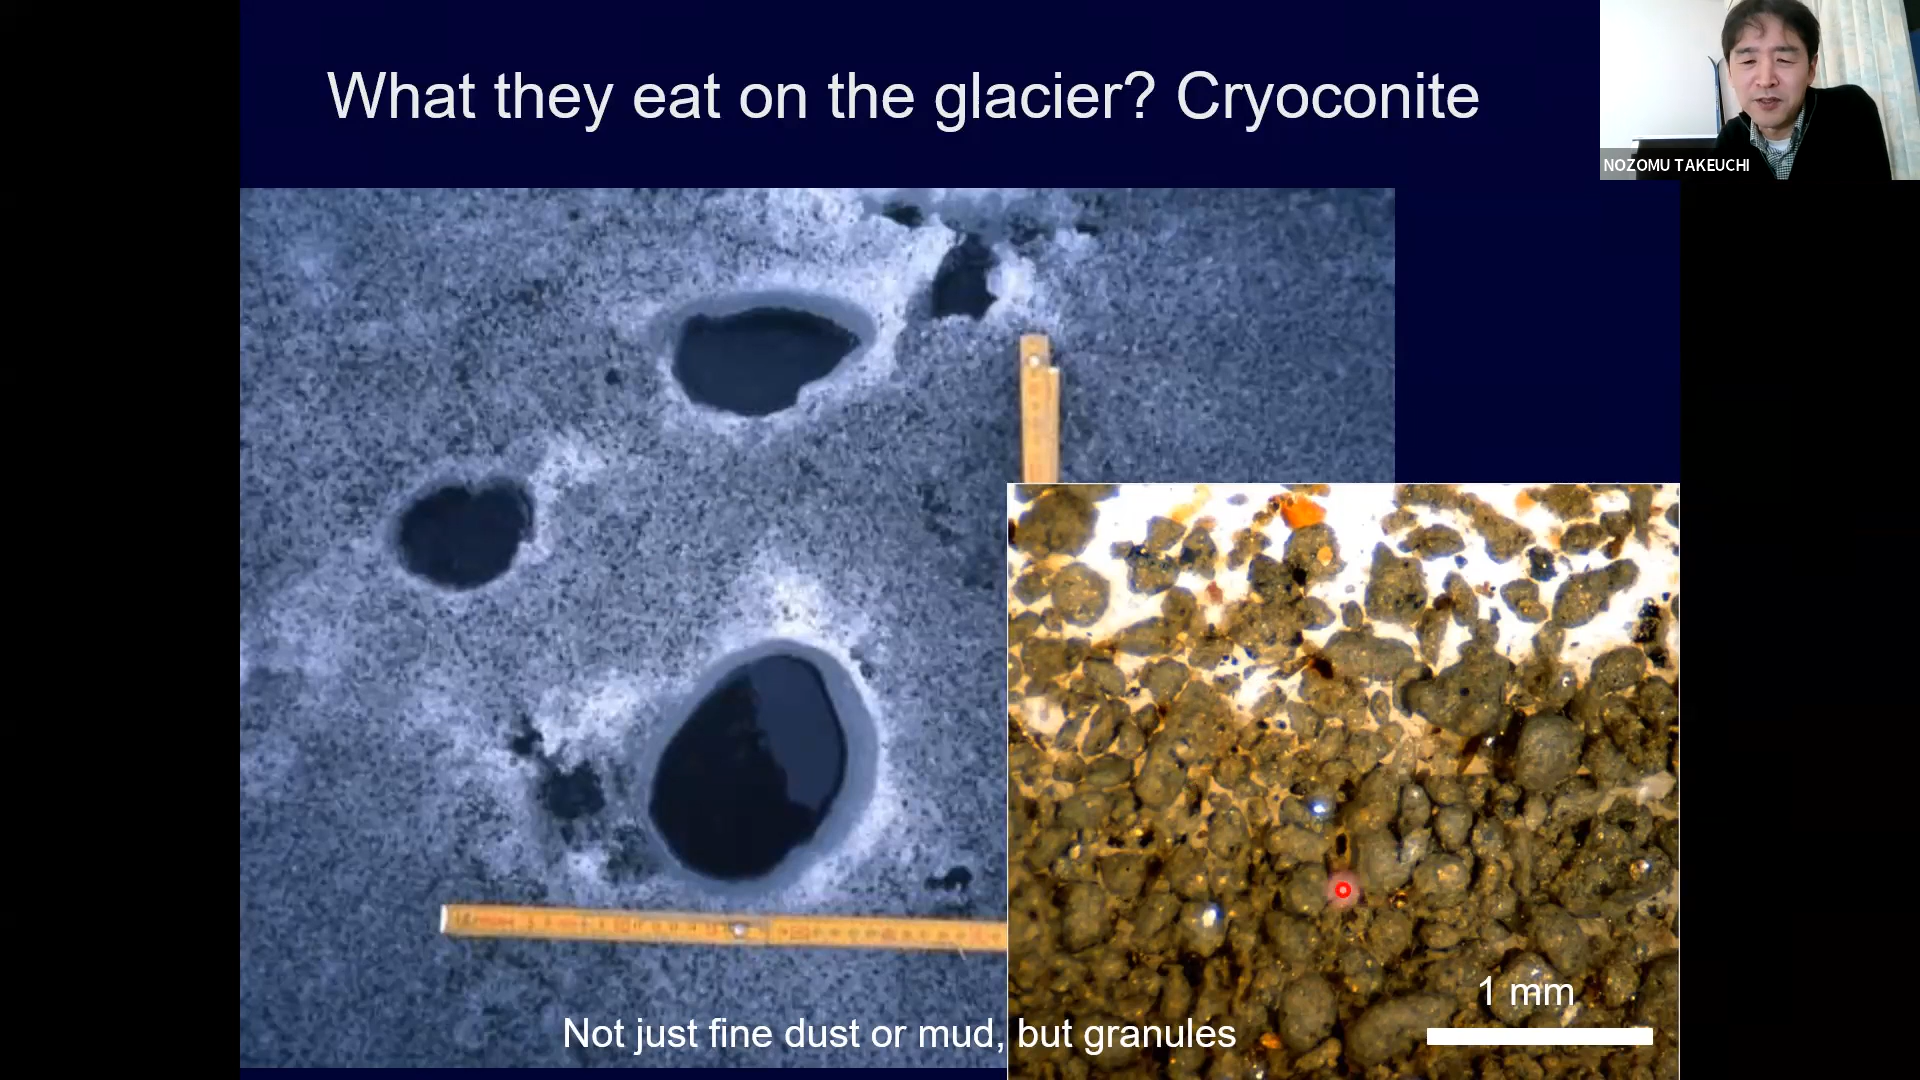 What they eat on the glacier? Cryoconite
NOZOMU TAKEUCHI
1 mm
Not just fine dust or mud, but granules